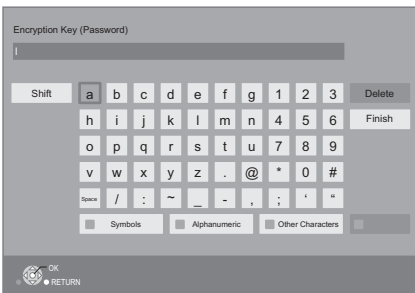 Encryption Key (Password)
Shift a b c d e f g 1 2 3 Delete
h i j k l m n 4 5 6 Finish
o p q r s t u 7 8 9
v w x y z . @ * 0 #
Space / : ~ _ - , ; ‘ “
Symbols Alphanumeric Other Characters
OK
RETURN